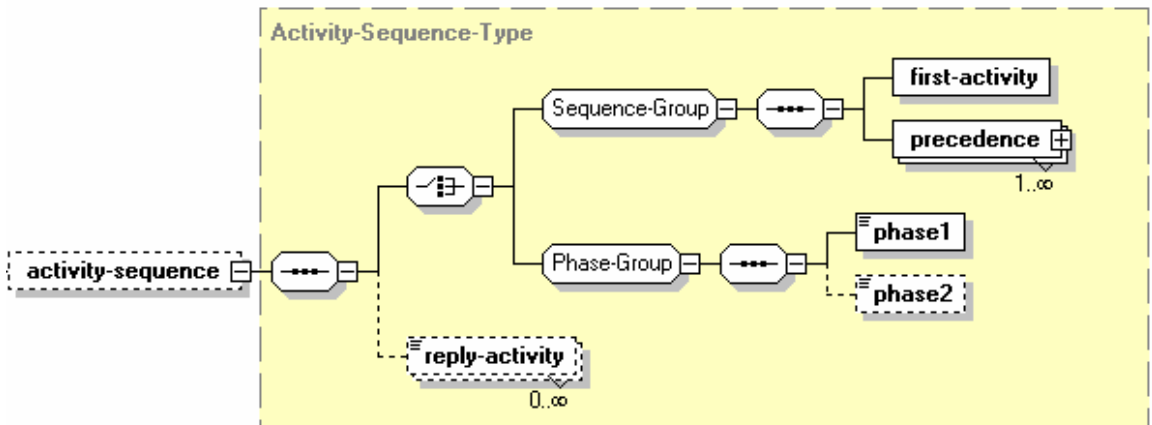 Activity-Sequence-Type
first-activity
Sequence-Group
precedence
1..∞
phase1
activity-sequence
Phase-Group
phase2
reply-activity
0..∞